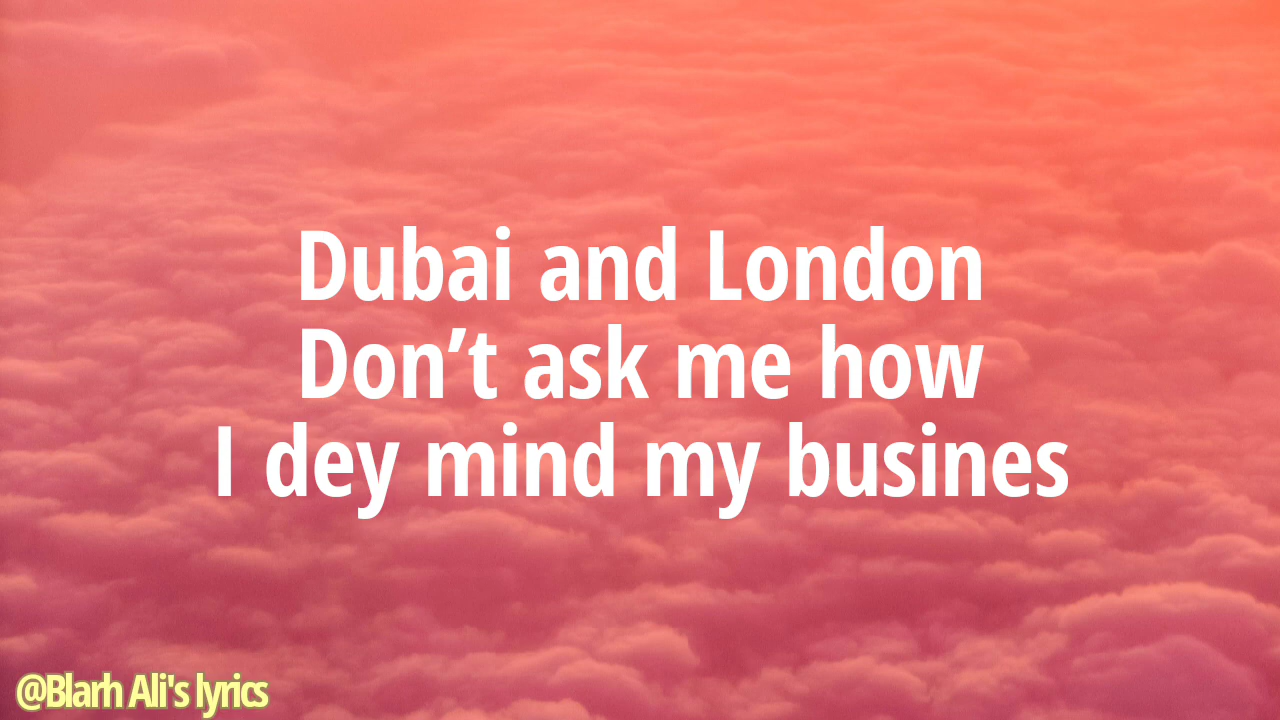 Dubai and London
Don’t ask me how
I dey mind my busines
@Blarh Ali's lyrics